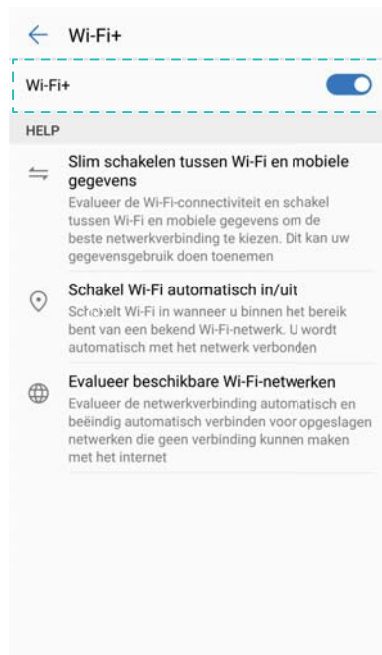 Wi-Fi+
Wi-Fi+
HELP
Slim schakelen tussen Wi-Fi en mobiele
gegevens
Evalueer de Wi-Fi-connectiviteit en schakel
tussen Wi-Fi en mobiele gegevens om de
beste netwerkverbinding te kiezen. Dit kan uw
gegevensgebruik doen toenemen
Schakel Wi-Fi automatisch in/uit
Schakelt Wi-Fi in wanneer u binnen het bereik
bent van een bekend Wi-Fi-netwerk. U wordt
automatisch met het netwerk verbonden
Evalueer beschikbare Wi-Fi-netwerken
Evalueer de netwerkverbinding automatisch en
beëindig automatisch verbinden voor opgeslagen
netwerken die geen verbinding kunnen maken
met het internet